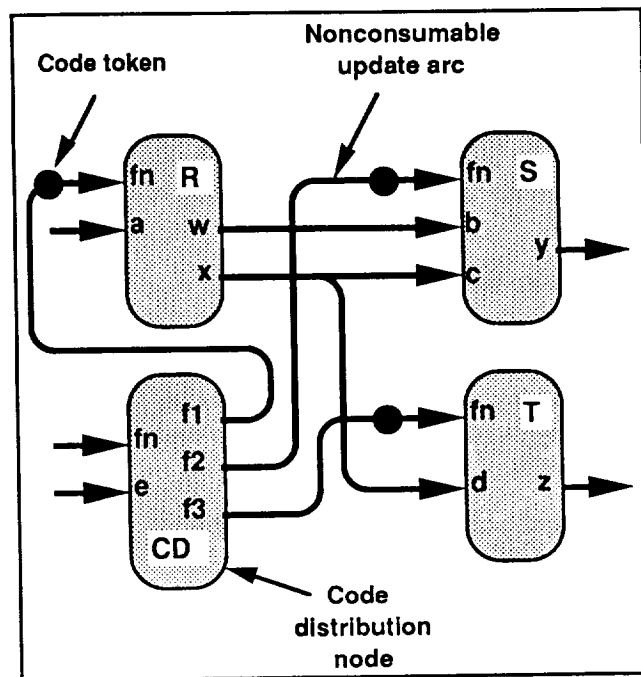 Nonconsumable
update arc
Code token
fn R
a
w
x
fn S
b
c
y
f1
fn
f2
e
f3
CD
fn T
d z
Code
distribution
node